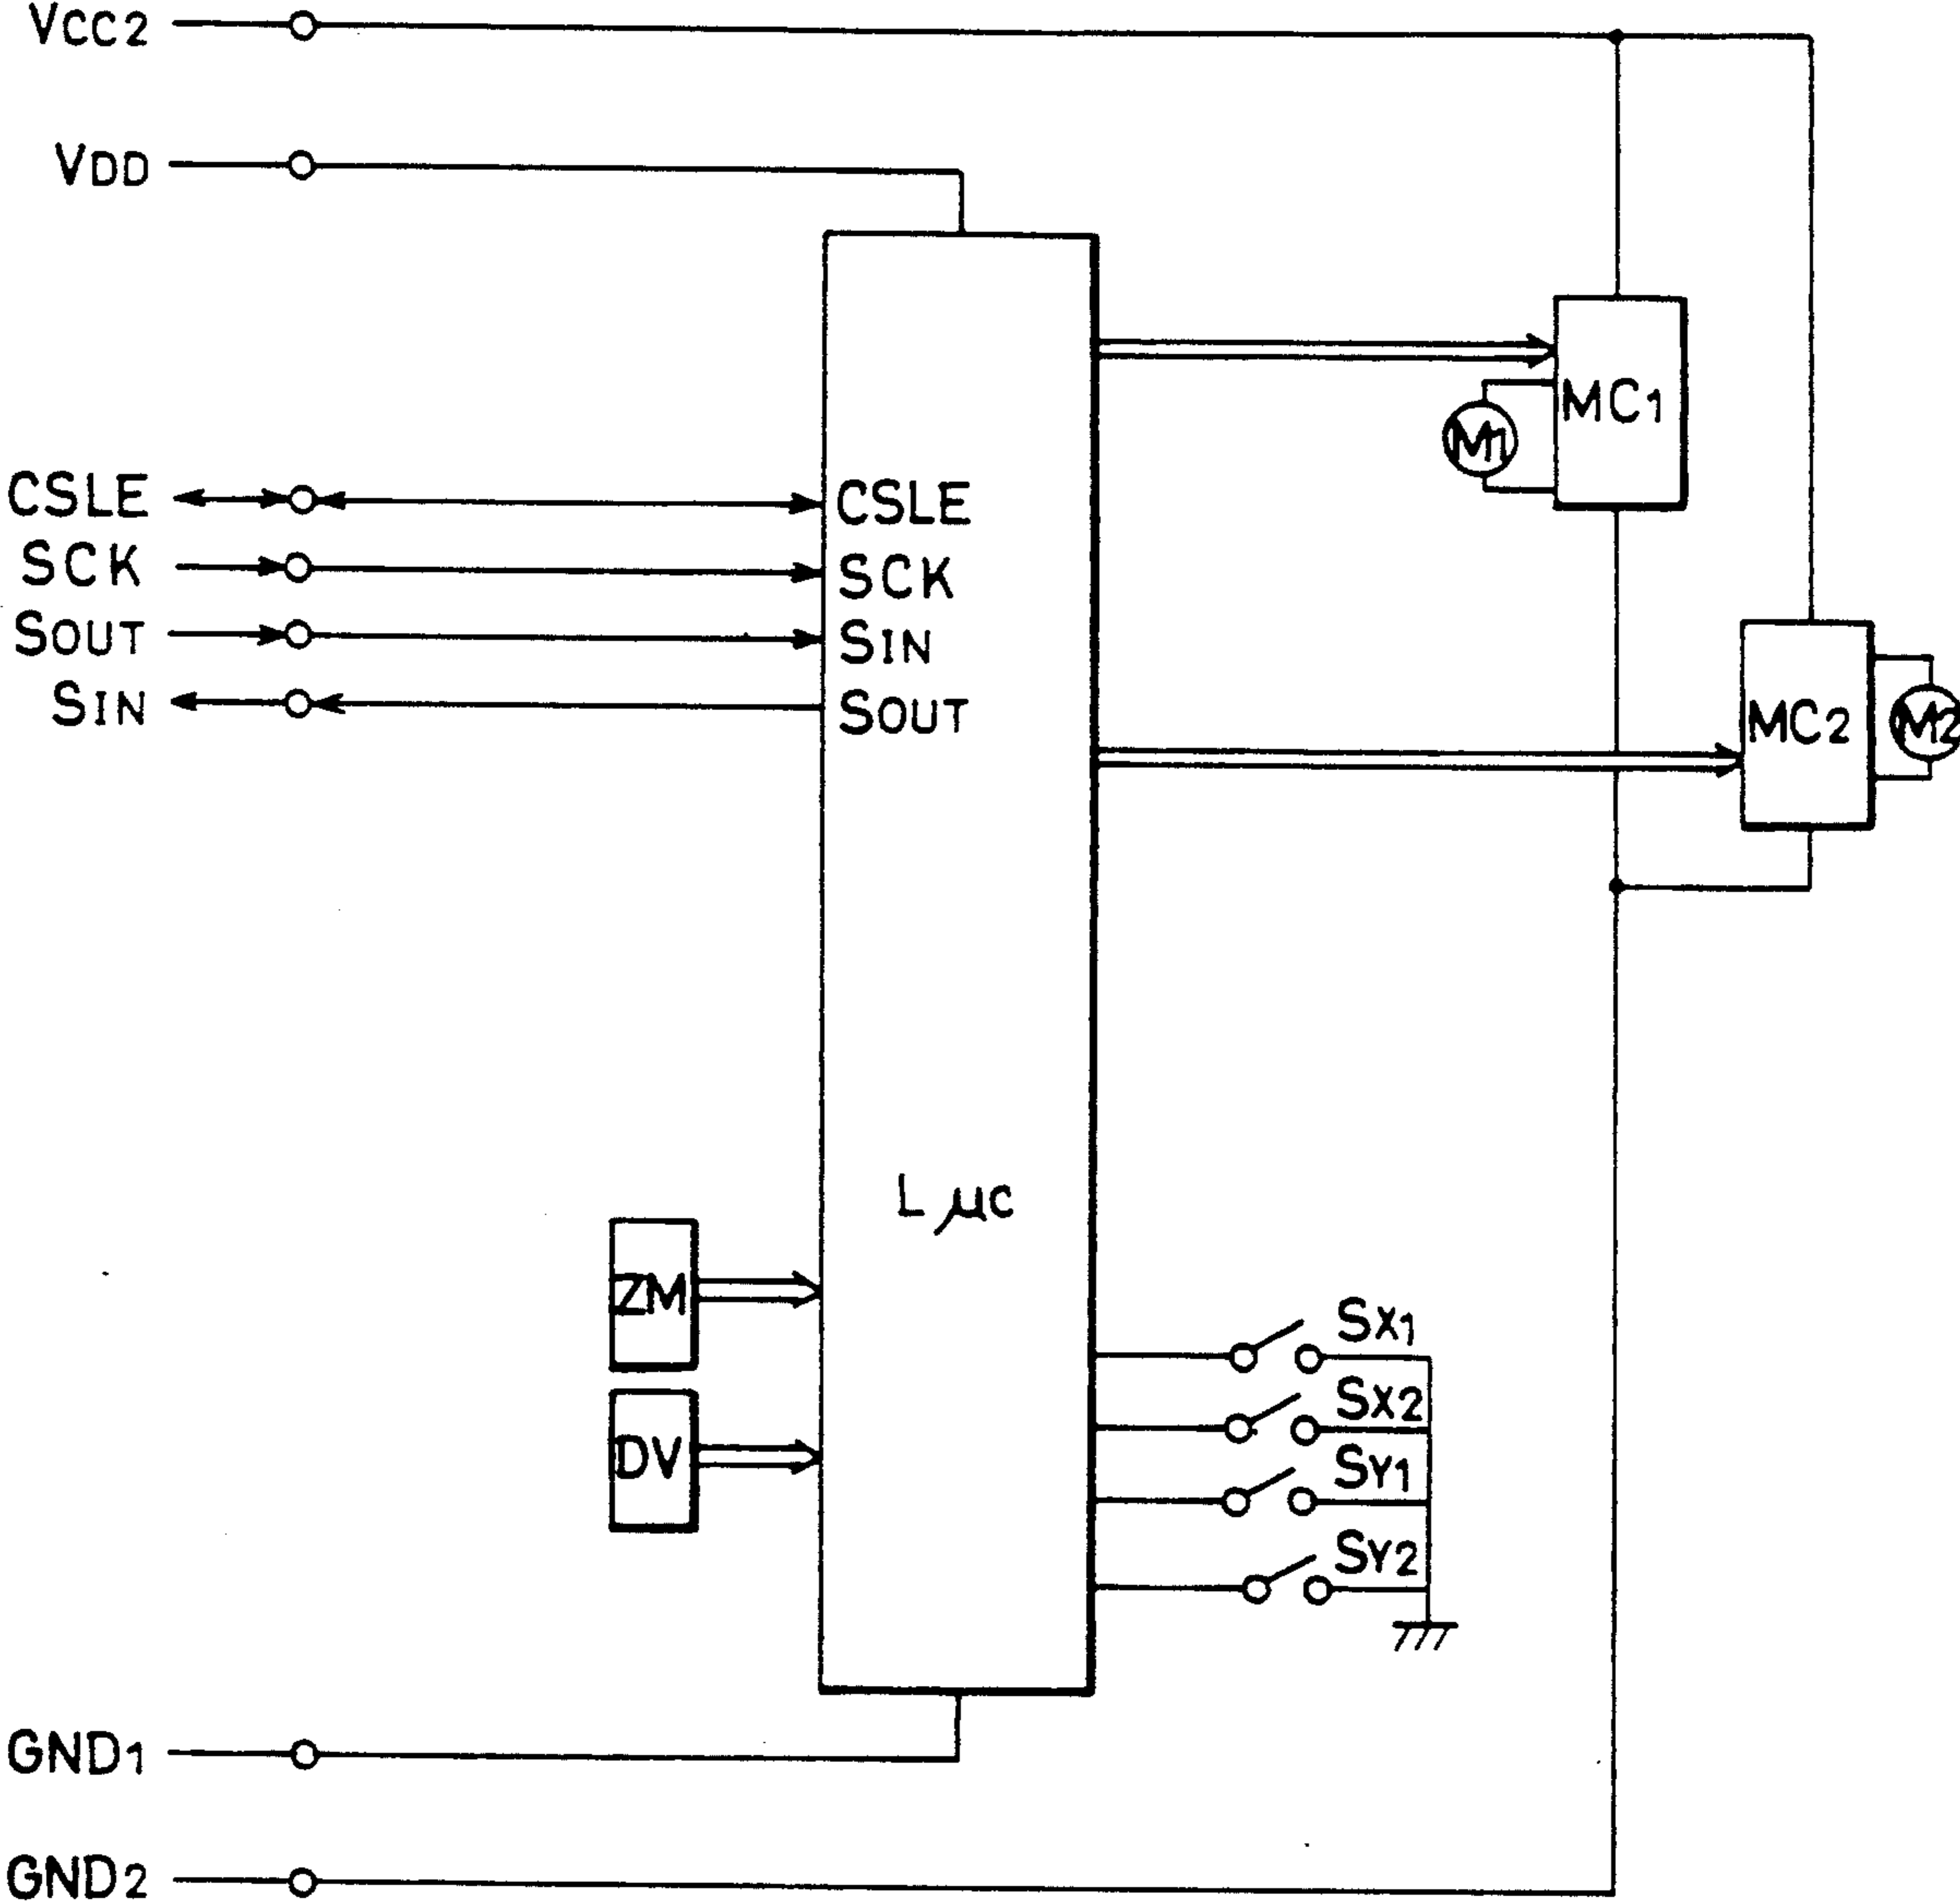 VCC2
VDD
MC1
M1
CSLE CSLE
SCK SCK
SOUT SIN
SIN SOUT
MC2 M2
Lμc
ZM
SX1
SX2
DV
SY1
SY2
GND1
GND2